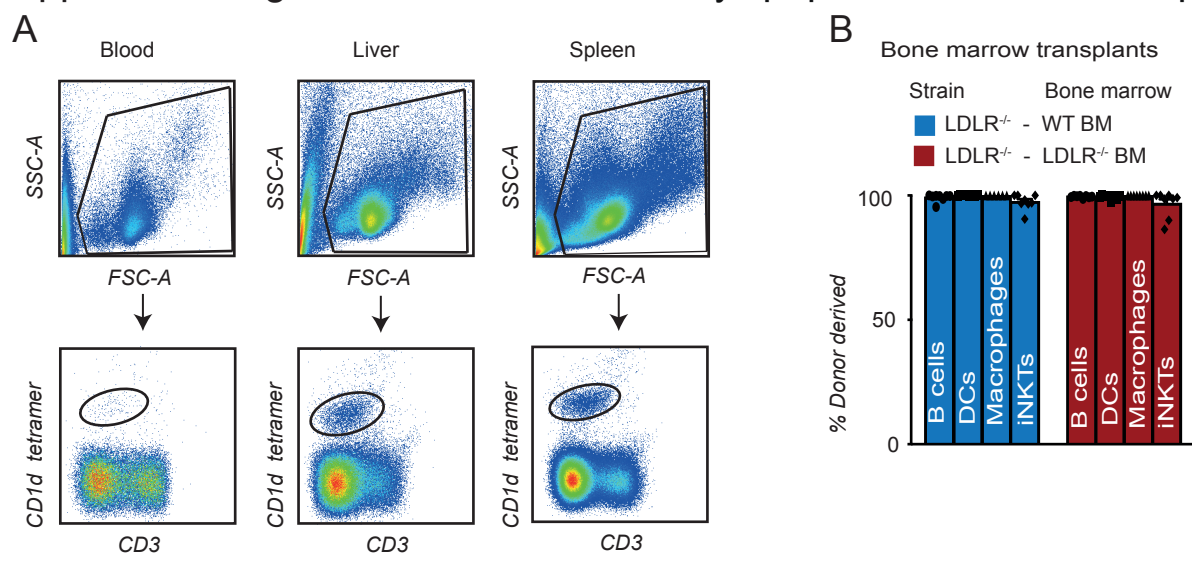 A
Blood
Liver
Spleen
SSC-A
SSC-A
SSC-A
FSC-A
FSC-A
FSC-A
CD1d tetramer
CD1d tetramer
CD1d tetramer
CD3
CD3
CD3
B
Bone marrow transplants
Strain Bone marrow
LDLR-/- - WT BM
LDLR-/- - LDLR-/- BM
% Donor derived
100
50
0
B cells
DCs
Macrophages
iNKTs
B cells
DCs
Macrophages
iNKTs